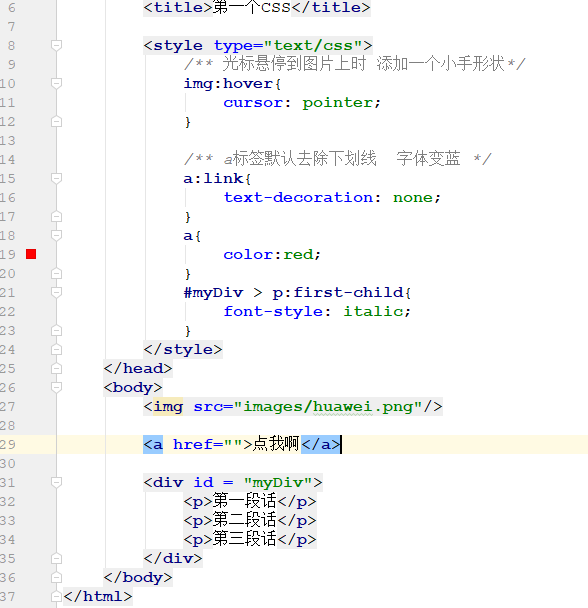 6 <title>第一个CSS</title>
7
8 <style type="text/css">
9 /** 光标悬停到图片上时 添加一个小手形状*/
10 img:hover{
11 cursor: pointer;
12 }
13
14 /** a标签默认去除下划线  字体变蓝 */
15 a:link{
16 text-decoration: none;
17 }
18 a{
19 color:red;
20 }
21 #myDiv > p:first-child{
22 font-style: italic;
23 }
24 </style>
25 </head>
26 <body>
27 <img src="images/huawei.png"/>
28
29 <a href="">点我啊</a>
30
31 <div id = "myDiv">
32 <p>第一段话</p>
33 <p>第二段话</p>
34 <p>第三段话</p>
35 </div>
36 </body>
37 </html>